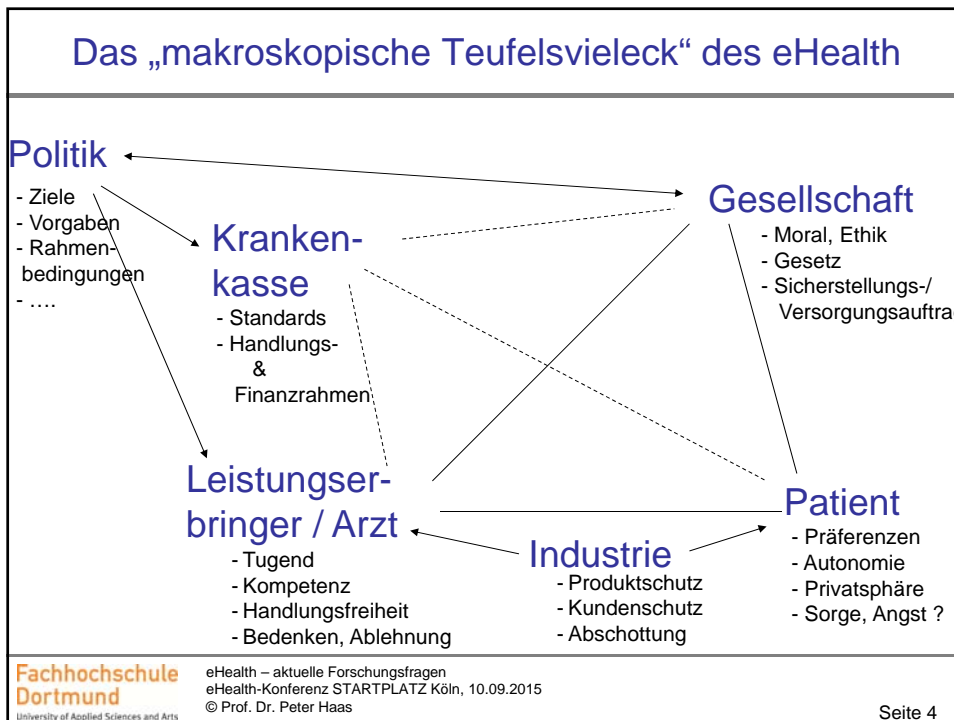 Das „makroskopische Teufelsvieleck“ des eHealth
Politik
- Ziele
- Vorgaben
- Rahmen-
bedingungen
- ….
Kranken-
kasse
- Standards
- Handlungs-
&
Finanzrahmen
Gesellschaft
- Moral, Ethik
- Gesetz
- Sicherstellungs-/
Versorgungsauftra
Leistungser-
bringer / Arzt
- Tugend
- Kompetenz
- Handlungsfreiheit
- Bedenken, Ablehnung
Industrie
- Produktschutz
- Kundenschutz
- Abschottung
Patient
- Präferenzen
- Autonomie
- Privatsphäre
- Sorge, Angst ?
Fachhochschule
Dortmund
University of Applied Sciences and Arts
eHealth – aktuelle Forschungsfragen
eHealth-Konferenz STARTPLATZ Köln, 10.09.2015
© Prof. Dr. Peter Haas
Seite 4